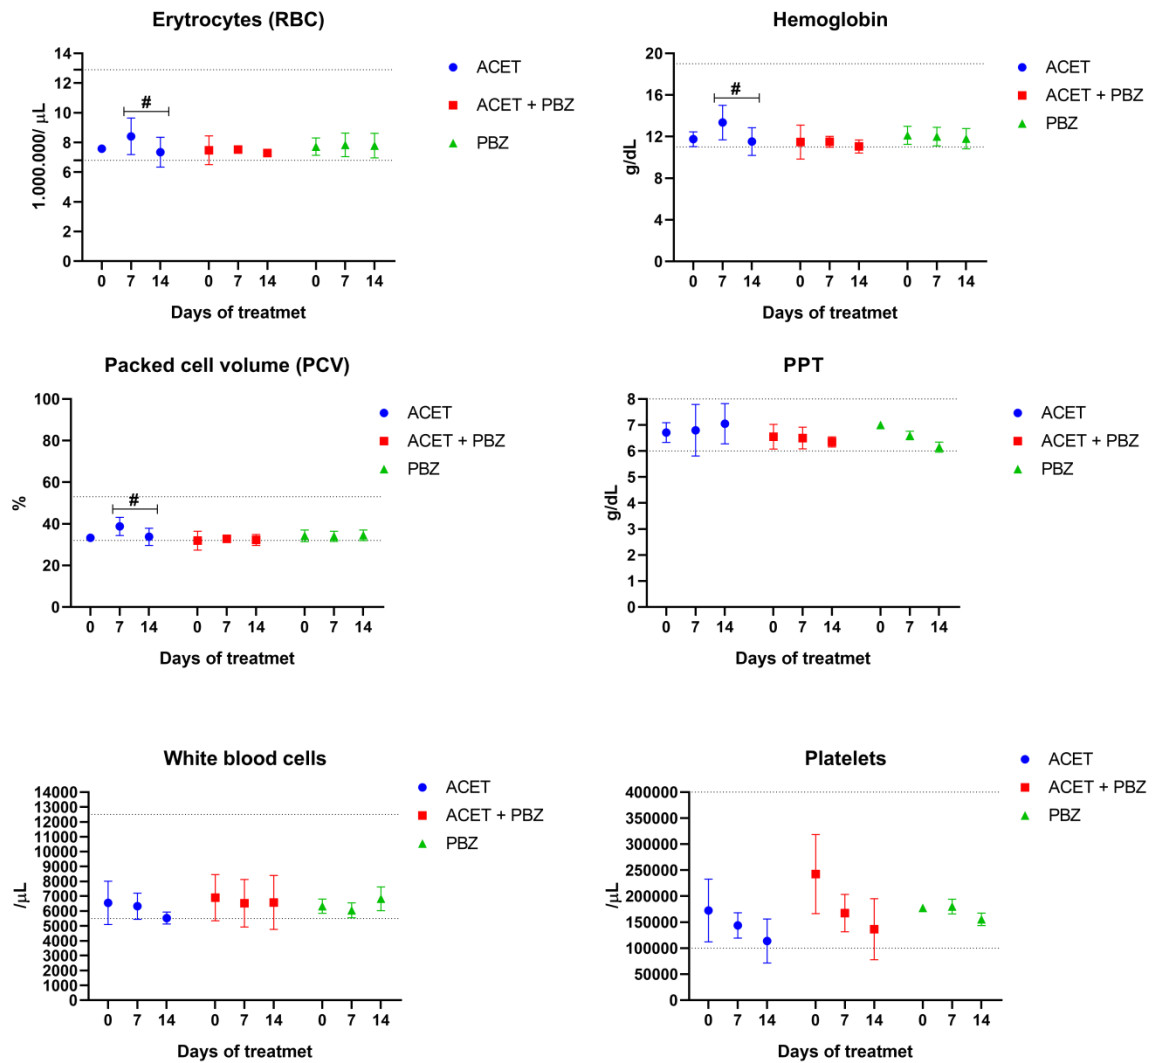 Erytrocytes (RBC)
14
12
10
8
6
4
2
0
1.000.000/ μL
#
0 7 14 0 7 14 0 7 14
Days of treatmet
ACET
ACET + PBZ
PBZ
Hemoglobin
20
16
12
8
4
0
g/dL
#
0 7 14 0 7 14 0 7 14
Days of treatmet
ACET
ACET + PBZ
PBZ
Packed cell volume (PCV)
100
80
60
40
20
0
%
#
0 7 14 0 7 14 0 7 14
Days of treatmet
ACET
ACET + PBZ
PBZ
PPT
8
7
6
5
4
3
2
1
0
g/dL
0 7 14 0 7 14 0 7 14
Days of treatmet
ACET
ACET + PBZ
PBZ
White blood cells
14000
13000
12000
11000
10000
9000
8000
7000
6000
5000
4000
3000
2000
1000
0
/μL
0 7 14 0 7 14 0 7 14
Days of treatmet
ACET
ACET + PBZ
PBZ
Platelets
400000
350000
300000
250000
200000
150000
100000
50000
0
/μL
0 7 14 0 7 14 0 7 14
Days of treatmet
ACET
ACET + PBZ
PBZ